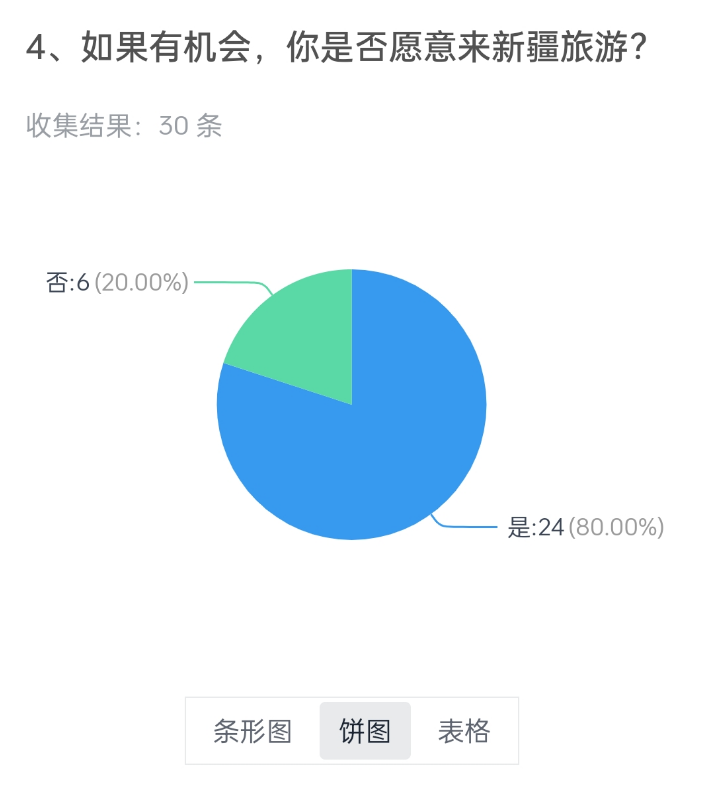 4、如果有机会，你是否愿意来新疆旅游？
收集结果：30 条
否:6 (20.00%)
是:24 (80.00%)
条形图 饼图 表格